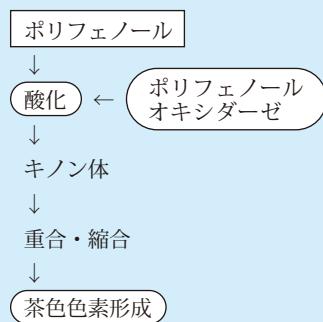 ポリフェノール
↓
酸化 ← ポリフェノール
オキシダーゼ
↓
キノン体
↓
重合・縮合
↓
茶色色素形成